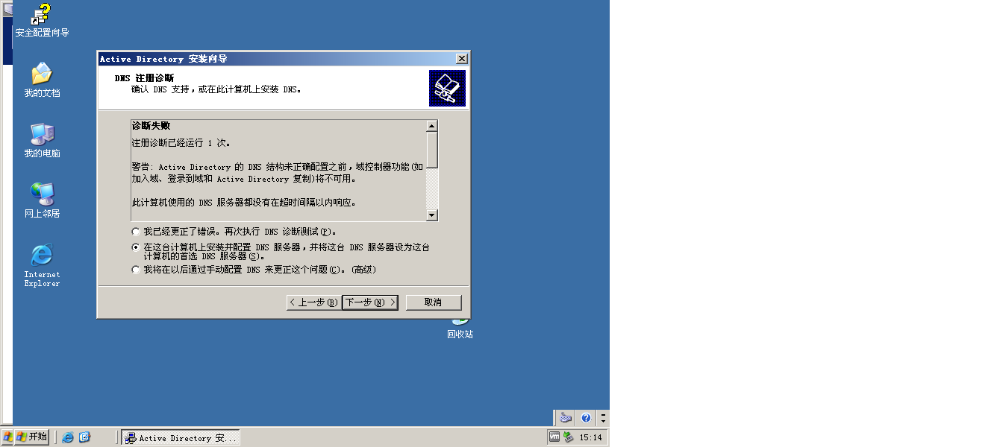 安全配置向导
我的文档
我的电脑
网上邻居
Internet
Explorer
Active Directory 安装向导
DNS 注册诊断
确认 DNS 支持，或在此计算机上安装 DNS。
诊断失败
注册诊断已经运行 1 次。
警告: Active Directory 的 DNS 结构未正确配置之前，域控制器功能(如
加入域、登录到域和 Active Directory 复制)将不可用。
此计算机使用的 DNS 服务器都没有在超时间隔以内响应。
我已经更正了错误。再次执行 DNS 诊断测试(P)。
在这台计算机上安装并配置 DNS 服务器，并将这台 DNS 服务器设为这台
计算机的首选 DNS 服务器(S)。
我将在以后通过手动配置 DNS 来更正这个问题(C)。(高级)
< 上一步(B)
下一步(N) >
取消
回收站
开始
Active Directory 安...
vm
15:14